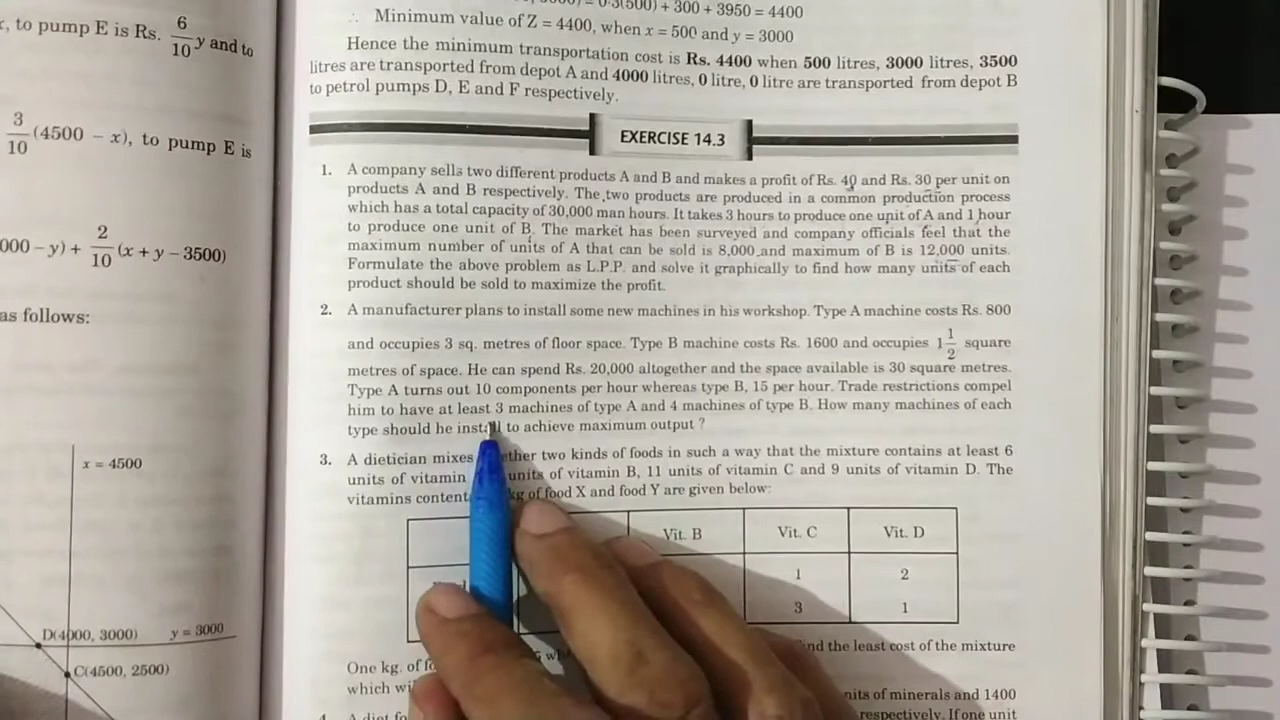 x, to pump E is Rs. 6/10 y and to
3/10 (4500 − x), to pump E is
000 − y) + 2/10 (x + y − 3500)
as follows:
x = 4500
D(4000, 3000) y = 3000
C(4500, 2500)
0·3(500) + 300 + 3950 = 4400
∴ Minimum value of Z = 4400, when x = 500 and y = 3000
Hence the minimum transportation cost is Rs. 4400 when 500 litres, 3000 litres, 3500
litres are transported from depot A and 4000 litres, 0 litre, 0 litre are transported from depot B
to petrol pumps D, E and F respectively.
EXERCISE 14.3
1. A company sells two different products A and B and makes a profit of Rs. 40 and Rs. 30 per unit on
products A and B respectively. The two products are produced in a common production process
which has a total capacity of 30,000 man hours. It takes 3 hours to produce one unit of A and 1 hour
to produce one unit of B. The market has been surveyed and company officials feel that the
maximum number of units of A that can be sold is 8,000 and maximum of B is 12,000 units.
Formulate the above problem as L.P.P. and solve it graphically to find how many units of each
product should be sold to maximize the profit.
2. A manufacturer plans to install some new machines in his workshop. Type A machine costs Rs. 800
and occupies 3 sq. metres of floor space. Type B machine costs Rs. 1600 and occupies 1 1/2 square
metres of space. He can spend Rs. 20,000 altogether and the space available is 30 square metres.
Type A turns out 10 components per hour whereas type B, 15 per hour. Trade restrictions compel
him to have at least 3 machines of type A and 4 machines of type B. How many machines of each
type should he install to achieve maximum output ?
3. A dietician mixes two kinds of foods in such a way that the mixture contains at least 6
units of vitamin units of vitamin B, 11 units of vitamin C and 9 units of vitamin D. The
vitamins content kg of food X and food Y are given below:
Vit. B Vit. C Vit. D
1 2
3 1
One kg. of find the least cost of the mixture
which
units of minerals and 1400
4. A diet respectively. If one unit